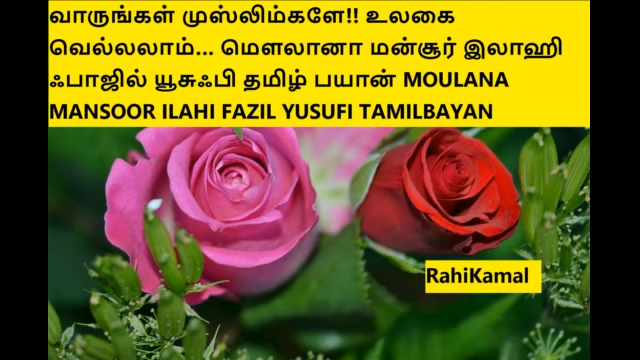 வாருங்கள் முஸ்லிம்களே!! உலகை
வெல்லலாம்... மௌலானா மன்சூர் இலாஹி
ஃபாஜில் யூசுஃபி தமிழ் பயான் MOULANA
MANSOOR ILAHI FAZIL YUSUFI TAMILBAYAN
RahiKamal